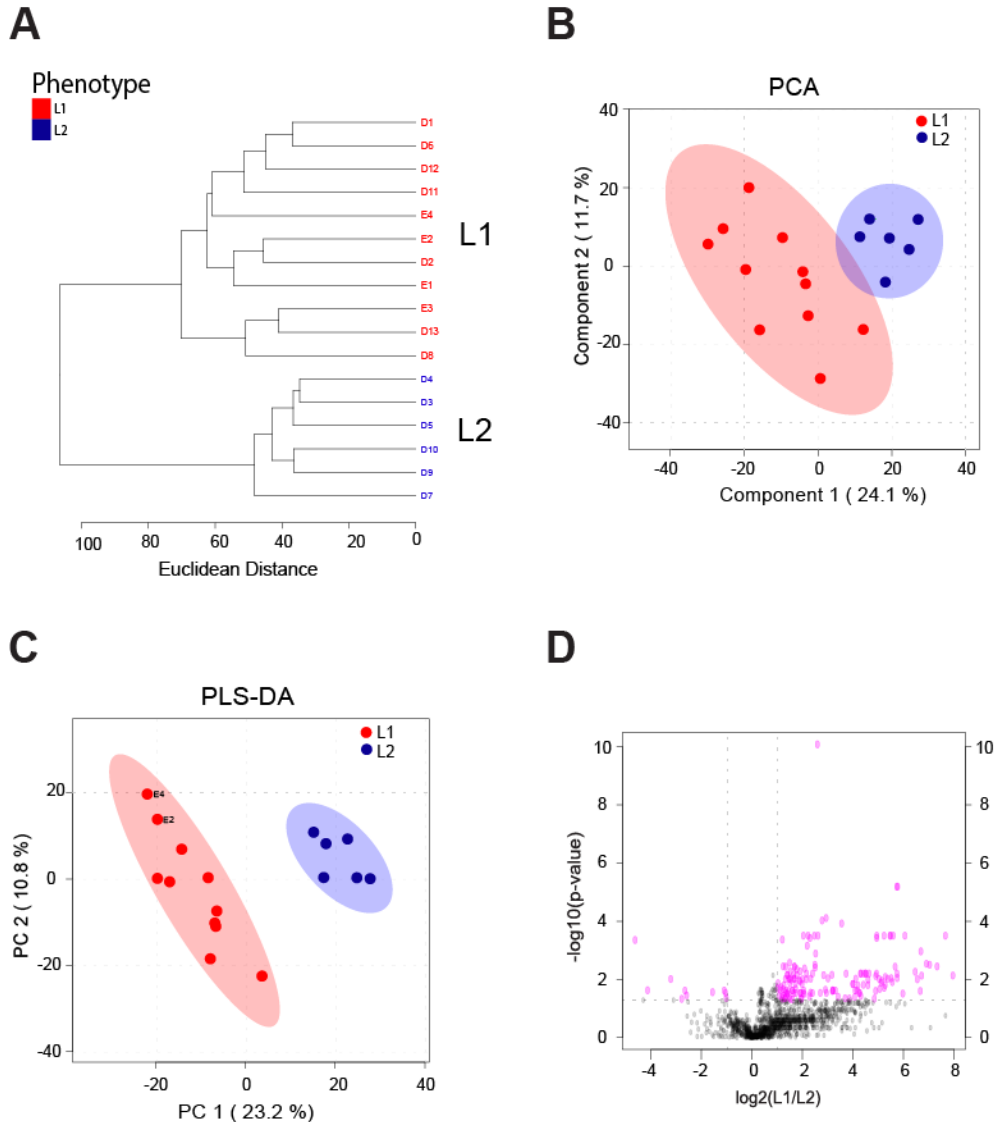 A
Phenotype
L1
L2
D1
D6
D12
D11
E4
E2
D2
E1
E3
D13
D8
D4
D3
D5
D10
D9
D7
L1
L2
100 80 60 40 20 0
Euclidean Distance
B
PCA
L1
L2
40
20
0
-20
-40
Component 2 ( 11.7 %)
-40 -20 0 20 40
Component 1 ( 24.1 %)
C
PLS-DA
L1
L2
E4
E2
20
0
-20
-40
PC 2 ( 10.8 %)
-20 0 20 40
PC 1 ( 23.2 %)
D
10 10
8 8
6 6
4 4
2 2
0 0
-log10(p-value)
-4 -2 0 2 4 6 8
log2(L1/L2)